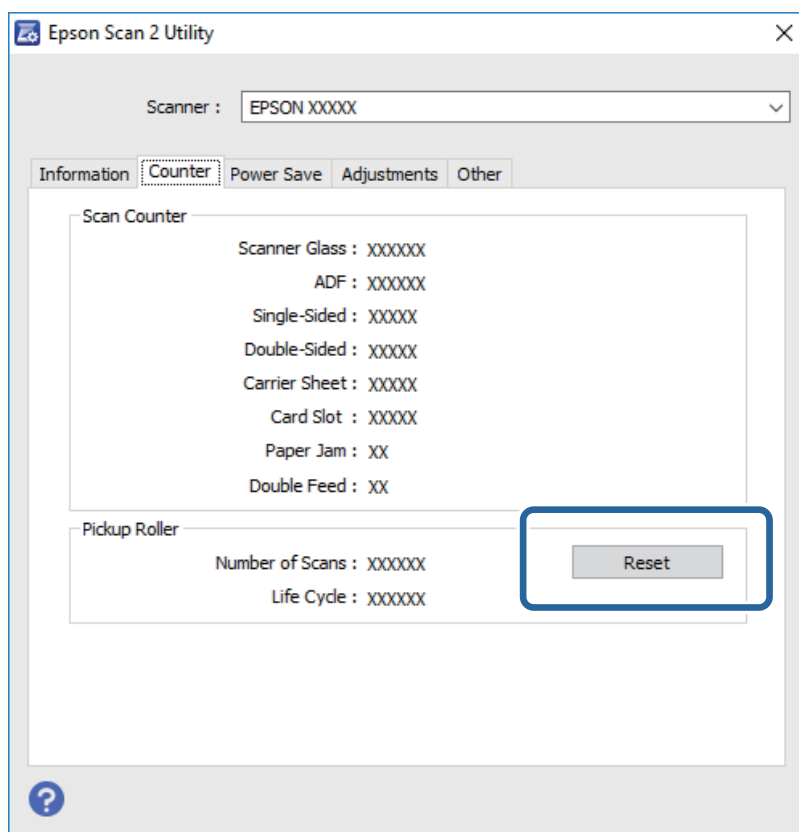 Epson Scan 2 Utility
Scanner : EPSON XXXXX
Information Counter Power Save Adjustments Other
Scan Counter
Scanner Glass : XXXXXX
ADF : XXXXXX
Single-Sided : XXXXX
Double-Sided : XXXXX
Carrier Sheet : XXXXX
Card Slot : XXXXX
Paper Jam : XX
Double Feed : XX
Pickup Roller
Number of Scans : XXXXXX Reset
Life Cycle : XXXXXX
?